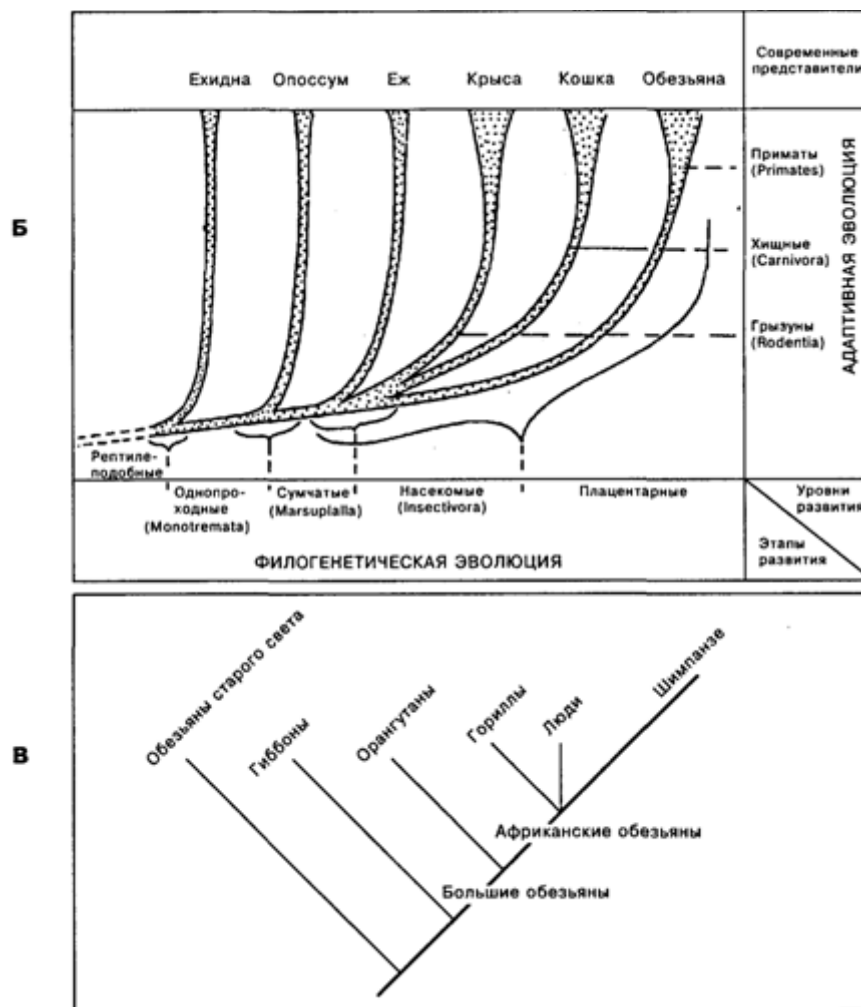 Современные
представители
Ехидна Опоссум Еж Крыса Кошка Обезьяна
Приматы
(Primates)
Б
Хищные
(Carnivora)
Грызуны
(Rodentia)
АДАПТИВНАЯ ЭВОЛЮЦИЯ
Рептиле-
подобные
Однопро-
ходные
(Monotremata)
Сумчатые
(Marsuplalla)
Насекомые
(Insectivora)
Плацентарные
Уровни
развития
Этапы
развития
ФИЛОГЕНЕТИЧЕСКАЯ ЭВОЛЮЦИЯ
В
Обезьяны старого света
Гиббоны
Орангутаны
Гориллы
Люди
Шимпанзе
Африканские обезьяны
Большие обезьяны